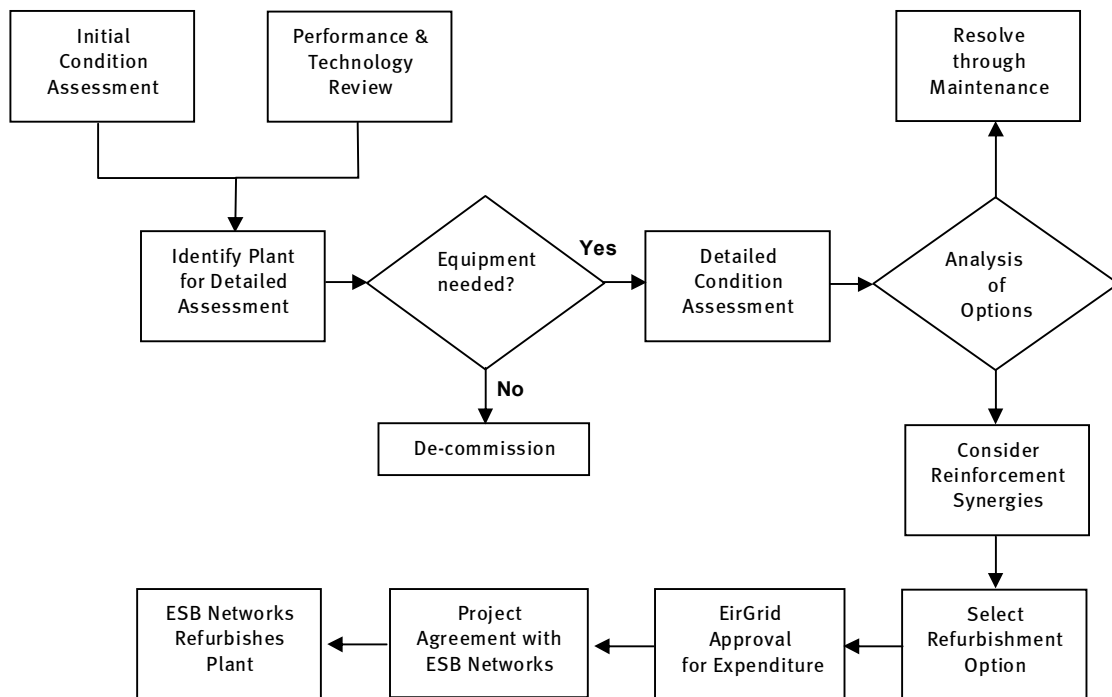 Initial
Condition
Assessment
Performance &
Technology
Review
Resolve
through
Maintenance
Identify Plant
for Detailed
Assessment
Equipment
needed?
Yes
No
De-commission
Detailed
Condition
Assessment
Analysis
of
Options
Consider
Reinforcement
Synergies
Select
Refurbishment
Option
EirGrid
Approval
for Expenditure
Project
Agreement with
ESB Networks
ESB Networks
Refurbishes
Plant